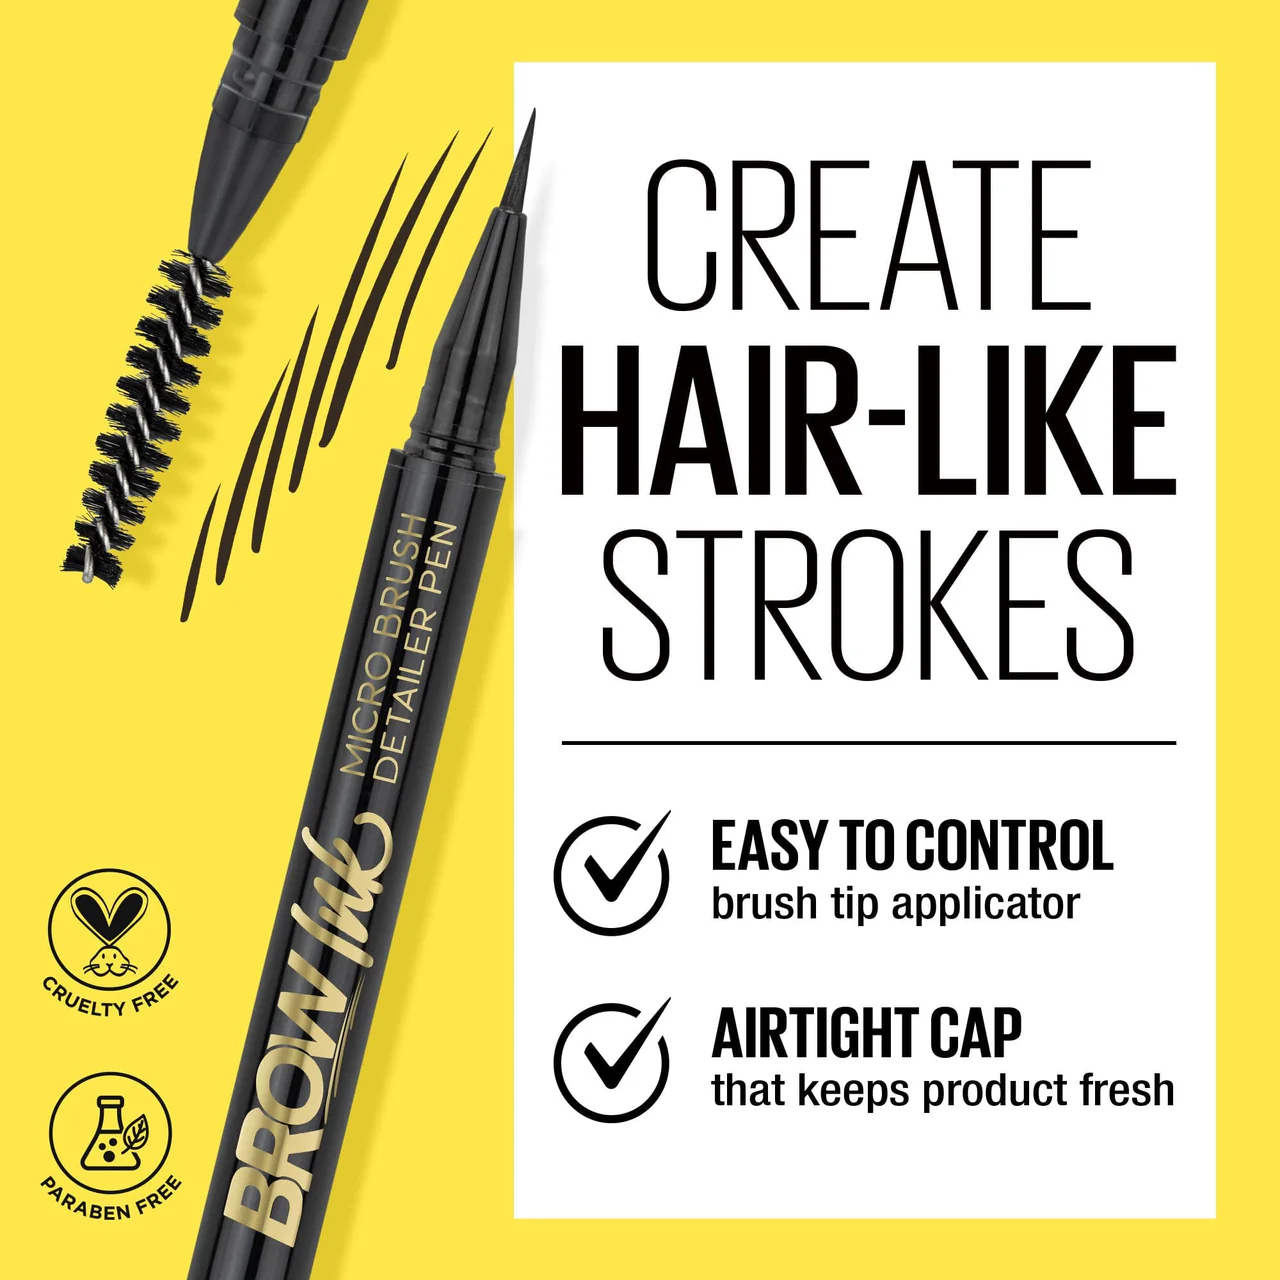 CREATE
HAIR-LIKE
STROKES
EASY TO CONTROL
brush tip applicator
AIRTIGHT CAP
that keeps product fresh
MICRO BRUSH
DETAILER PEN
BROW Ink
CRUELTY FREE
PARABEN FREE